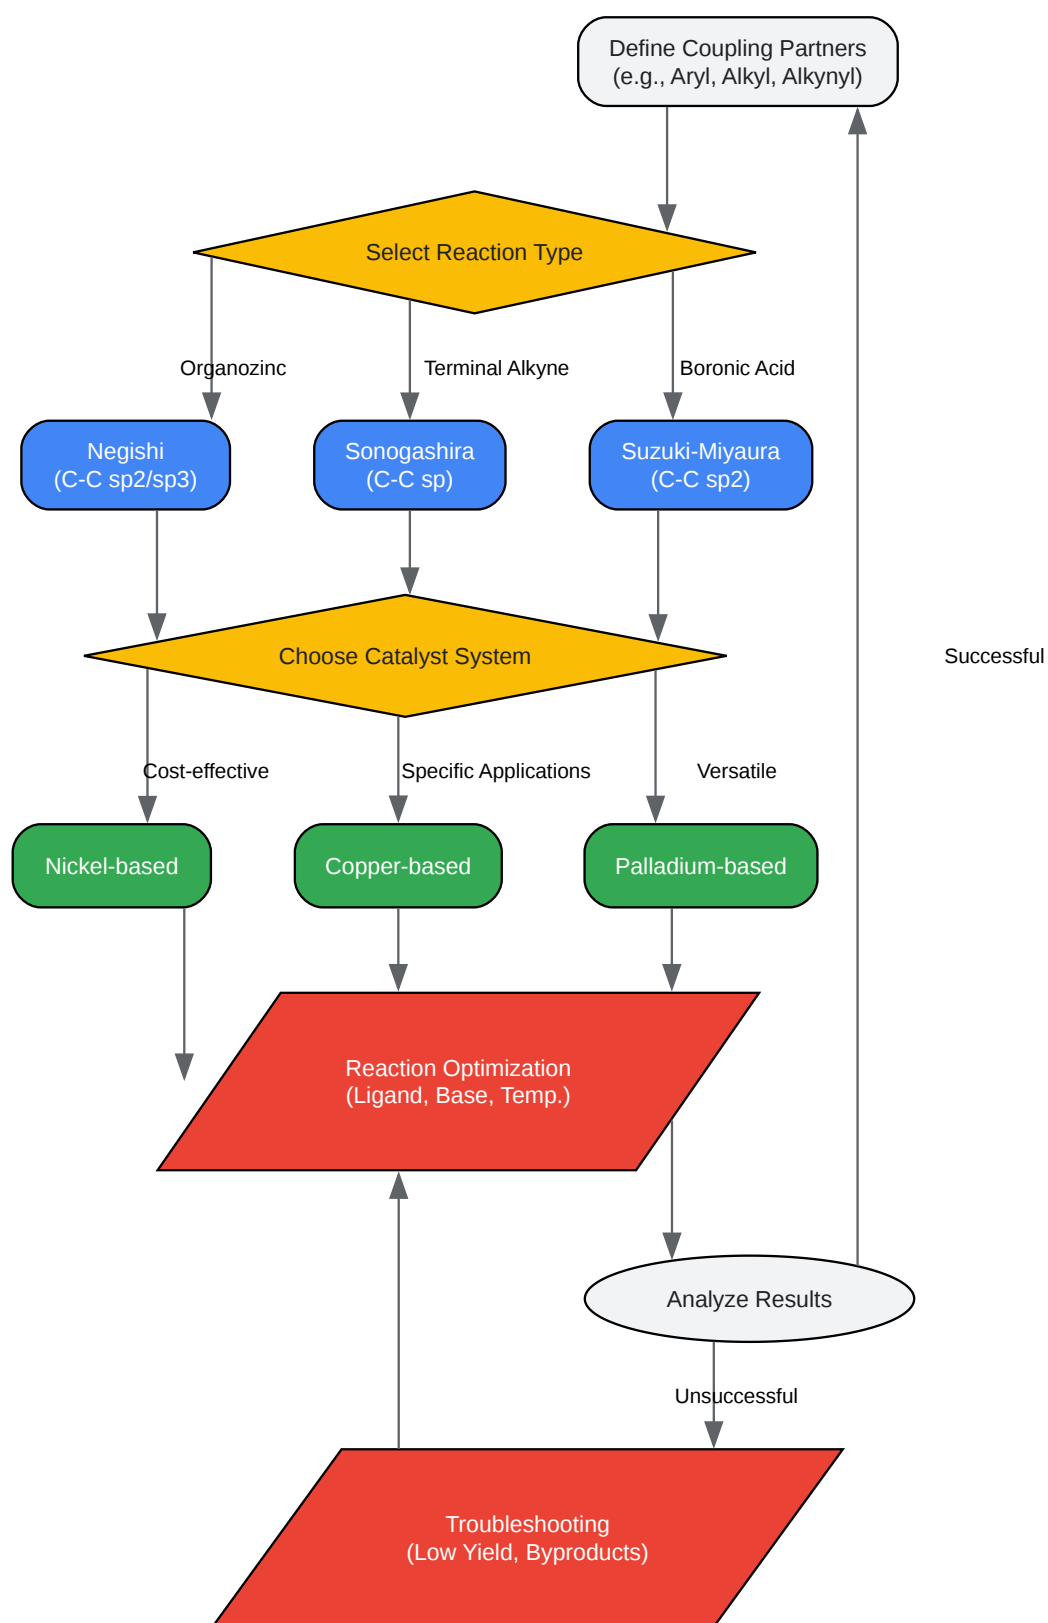 Define Coupling Partners
(e.g., Aryl, Alkyl, Alkynyl)
Select Reaction Type
Organozinc
Terminal Alkyne
Boronic Acid
Negishi
(C-C sp2/sp3)
Sonogashira
(C-C sp)
Suzuki-Miyaura
(C-C sp2)
Choose Catalyst System
Successful
Cost-effective
Specific Applications
Versatile
Nickel-based
Copper-based
Palladium-based
Reaction Optimization
(Ligand, Base, Temp.)
Analyze Results
Unsuccessful
Troubleshooting
(Low Yield, Byproducts)